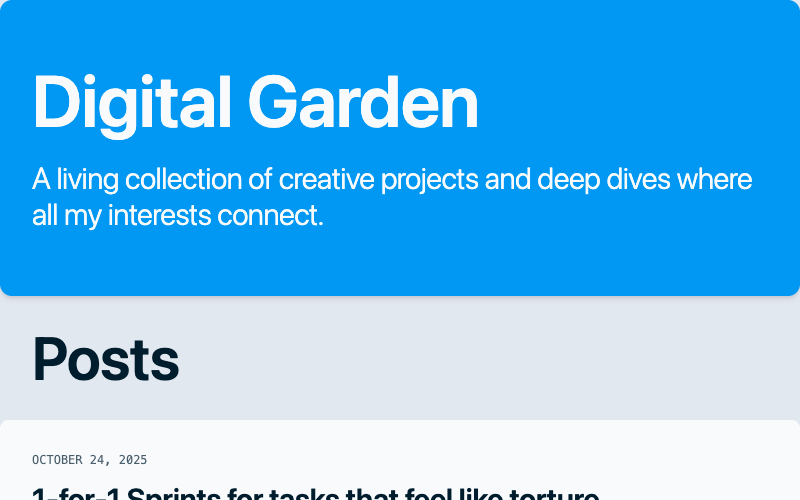 Digital Garden
A living collection of creative projects and deep dives where
all my interests connect.
Posts
OCTOBER 24, 2025
1-for-1 Sprints for tasks that feel like torture